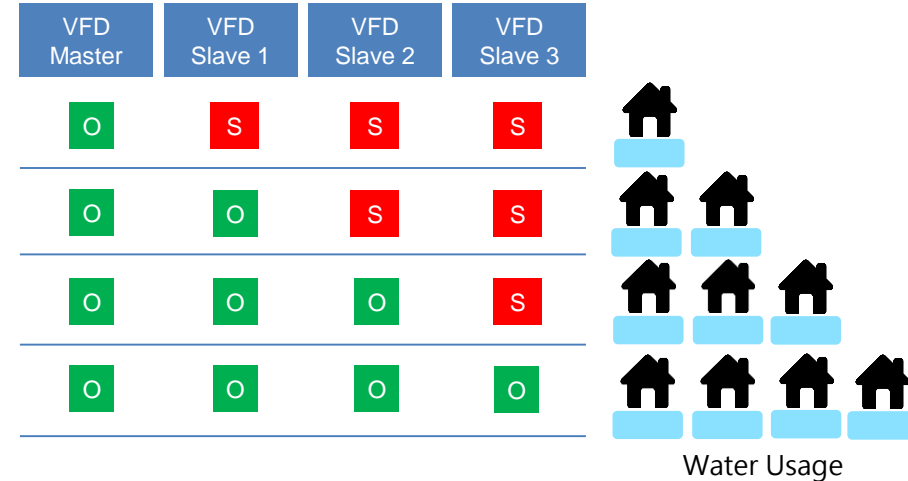 VFD
Master
VFD
Slave 1
VFD
Slave 2
VFD
Slave 3
O S S S
O O S S
O O O S
O O O O
Water Usage